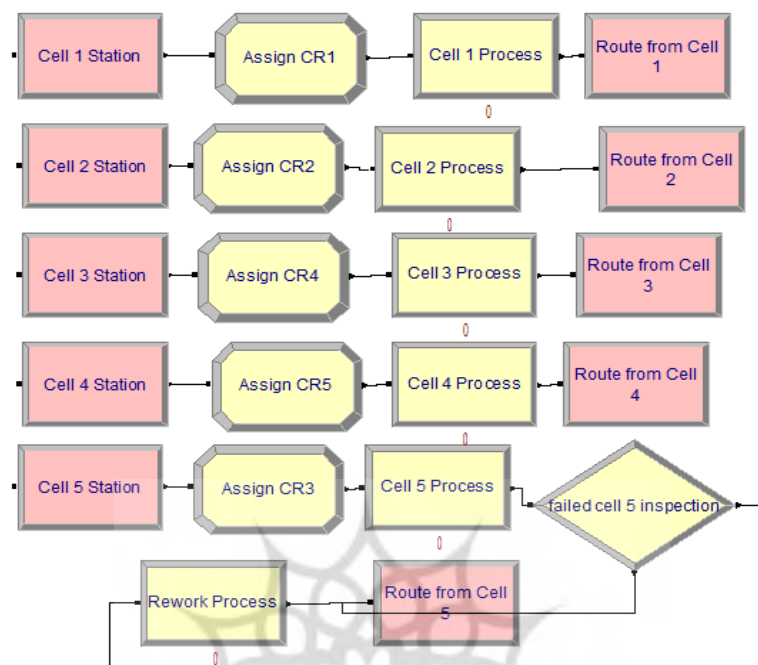 Cell 1 Station
Assign CR1
Cell 1 Process
Route from Cell
1
0
Cell 2 Station
Assign CR2
Cell 2 Process
Route from Cell
2
0
Cell 3 Station
Assign CR4
Cell 3 Process
Route from Cell
3
0
Cell 4 Station
Assign CR5
Cell 4 Process
Route from Cell
4
0
Cell 5 Station
Assign CR3
Cell 5 Process
failed cell 5 inspection
0
Rework Process
Route from Cell
5
0